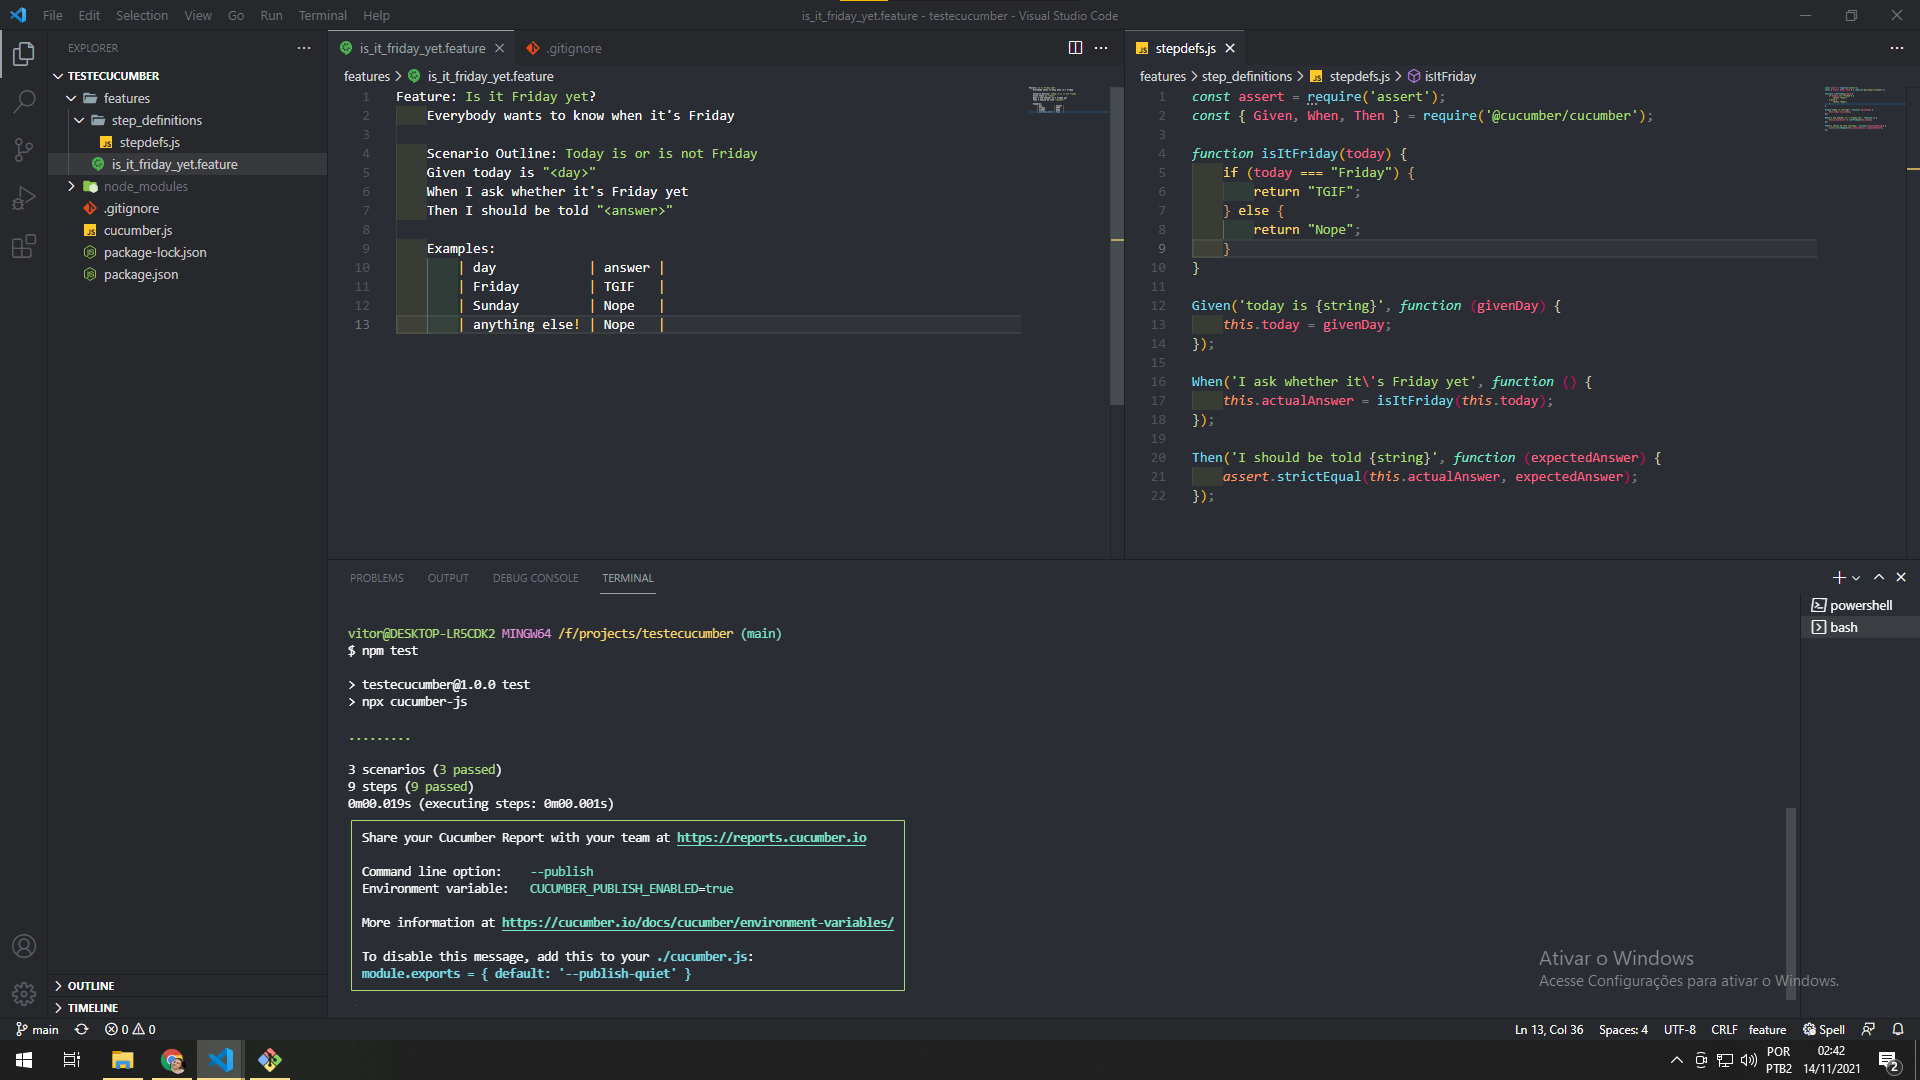 File Edit Selection View Go Run Terminal Help
is_it_friday_yet.feature - testecucumber - Visual Studio Code
EXPLORER
TESTECUCUMBER
features
step_definitions
stepdefs.js
is_it_friday_yet.feature
node_modules
.gitignore
cucumber.js
package-lock.json
package.json
OUTLINE
TIMELINE
is_it_friday_yet.feature
.gitignore
features > is_it_friday_yet.feature
1 Feature: Is it Friday yet?
2 Everybody wants to know when it's Friday
3
4 Scenario Outline: Today is or is not Friday
5 Given today is "<day>"
6 When I ask whether it's Friday yet
7 Then I should be told "<answer>"
8
9 Examples:
10 | day | answer |
11 | Friday | TGIF |
12 | Sunday | Nope |
13 | anything else! | Nope |
stepdefs.js
features > step_definitions > stepdefs.js > isItFriday
1 const assert = require('assert');
2 const { Given, When, Then } = require('@cucumber/cucumber');
3
4 function isItFriday(today) {
5 if (today === "Friday") {
6 return "TGIF";
7 } else {
8 return "Nope";
9 }
10 }
11
12 Given('today is {string}', function (givenDay) {
13 this.today = givenDay;
14 });
15
16 When('I ask whether it\'s Friday yet', function () {
17 this.actualAnswer = isItFriday(this.today);
18 });
19
20 Then('I should be told {string}', function (expectedAnswer) {
21 assert.strictEqual(this.actualAnswer, expectedAnswer);
22 });
PROBLEMS OUTPUT DEBUG CONSOLE TERMINAL
powershell
bash
vitor@DESKTOP-LR5CDK2 MINGW64 /f/projects/testecucumber (main)
$ npm test
> testecucumber@1.0.0 test
> npx cucumber-js
.........
3 scenarios (3 passed)
9 steps (9 passed)
0m00.019s (executing steps: 0m00.001s)
Share your Cucumber Report with your team at https://reports.cucumber.io
Command line option: --publish
Environment variable: CUCUMBER_PUBLISH_ENABLED=true
More information at https://cucumber.io/docs/cucumber/environment-variables/
To disable this message, add this to your ./cucumber.js:
module.exports = { default: '--publish-quiet' }
Ativar o Windows
Acesse Configurações para ativar o Windows.
main 0 0
Ln 13, Col 36 Spaces: 4 UTF-8 CRLF feature Spell
POR
PTB2
02:42
14/11/2021
2